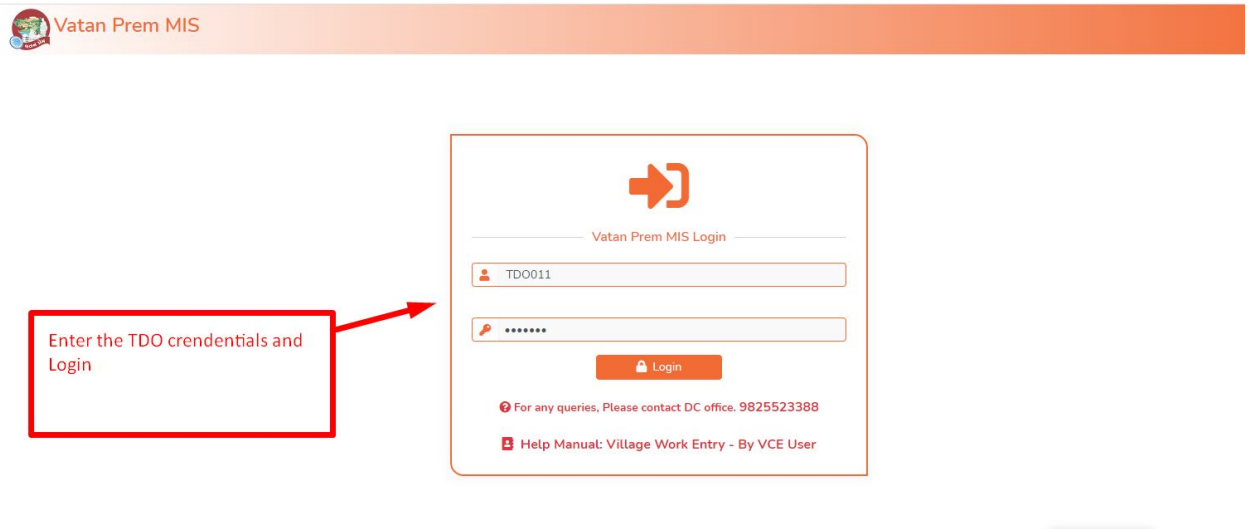 Vatan Prem MIS
Vatan Prem MIS Login
TDO011
•••••••
Enter the TDO crendentials and
Login
Login
For any queries, Please contact DC office. 9825523388
Help Manual: Village Work Entry - By VCE User